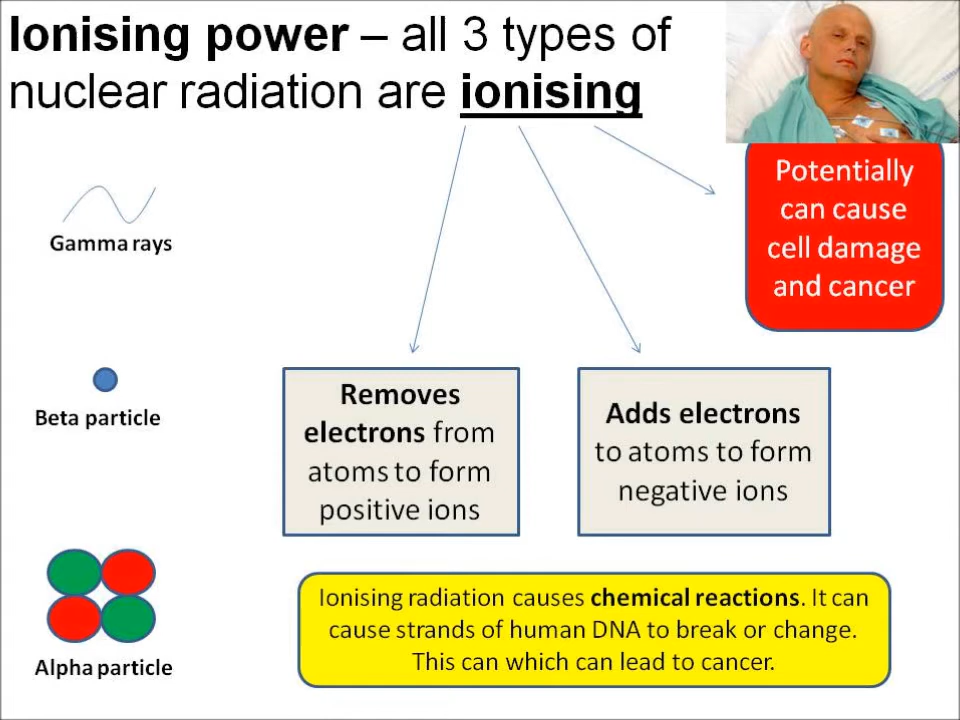 Ionising power – all 3 types of
nuclear radiation are ionising
Potentially
can cause
cell damage
and cancer
Gamma rays
Beta particle
Removes
electrons from
atoms to form
positive ions
Adds electrons
to atoms to form
negative ions
Alpha particle
Ionising radiation causes chemical reactions. It can
cause strands of human DNA to break or change.
This can which can lead to cancer.